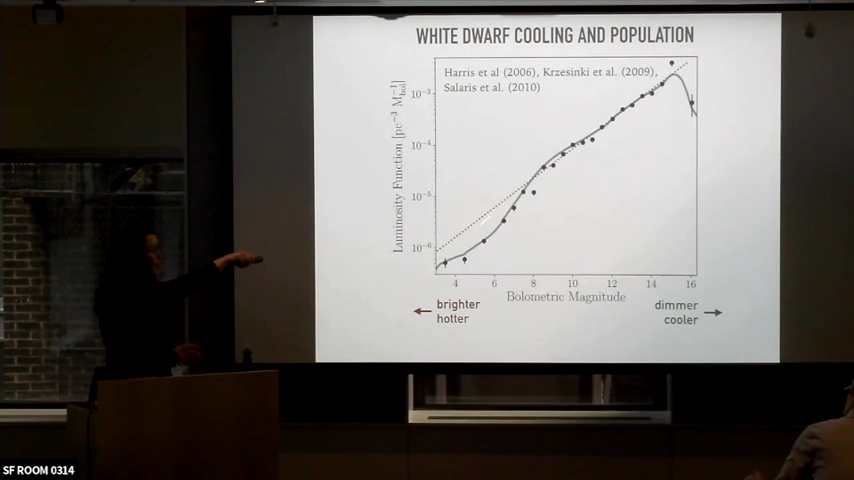 WHITE DWARF COOLING AND POPULATION
Harris et al (2006), Krzesinki et al. (2009),
Salaris et al. (2010)
Luminosity Function [pc⁻³ M⁻¹bol]
10⁻³
10⁻⁴
10⁻⁵
10⁻⁶
4 6 8 10 12 14 16
Bolometric Magnitude
brighter
hotter
dimmer
cooler
SF ROOM 0314